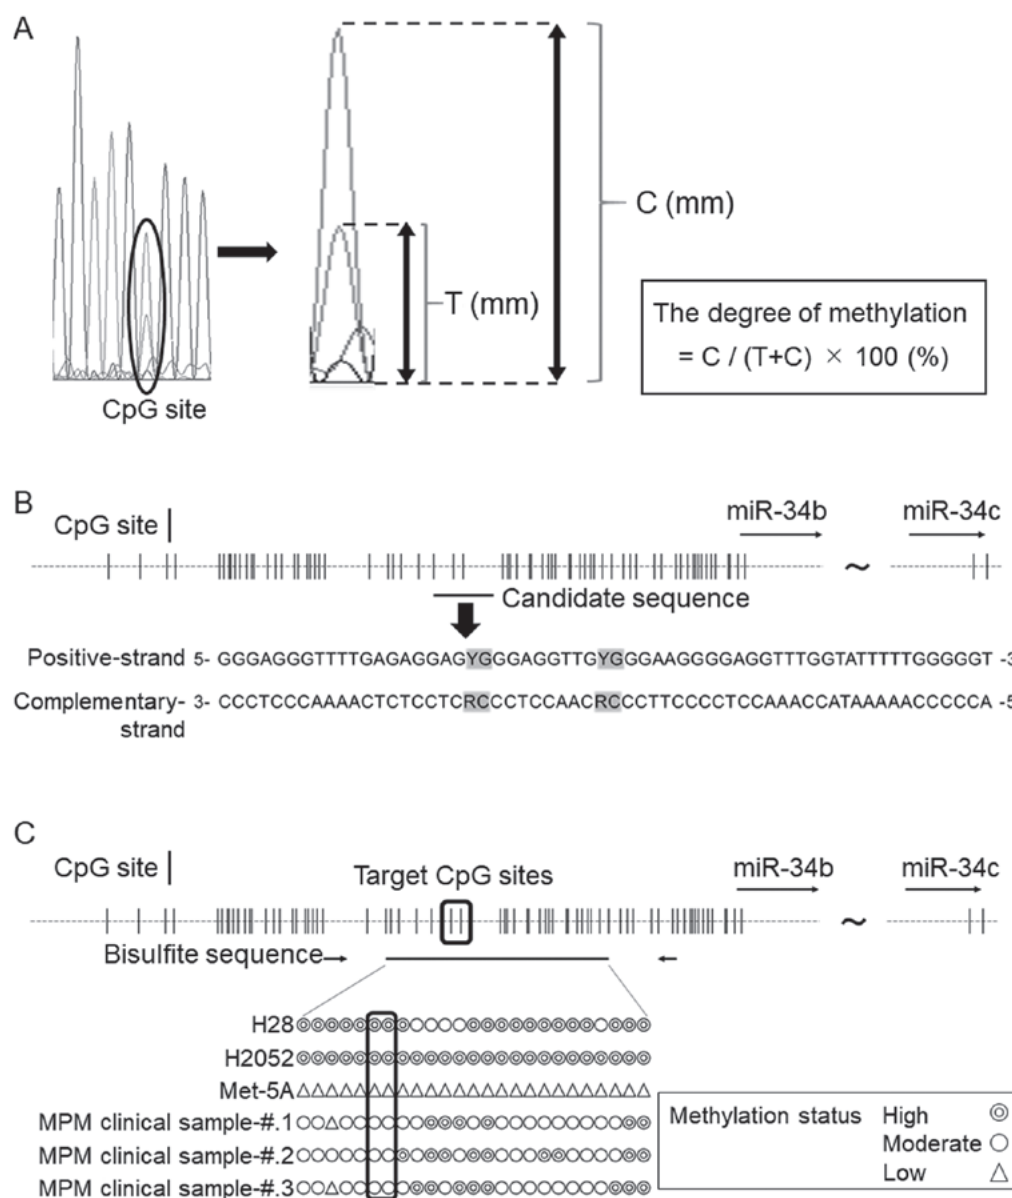 A
C (mm)
T (mm)
The degree of methylation
= C / (T+C) × 100 (%)
CpG site
B
CpG site
miR-34b
miR-34c
~
Candidate sequence
Positive-strand 5- GGGAGGGTTTTGAGAGGAGYGGGAGGTTGYGGGAAGGGGAGGTTTGGTATTTTTGGGGGT -3
Complementary-strand 3- CCCTCCCAAAACTCTCCTCRCCCTCCAACRCCCTTCCCCTCCAAACCATAAAAACCCCCA -5
C
CpG site
Target CpG sites
miR-34b
miR-34c
~
Bisulfite sequence
H28
H2052
Met-5A
MPM clinical sample-#.1
MPM clinical sample-#.2
MPM clinical sample-#.3
Methylation status
High ◎
Moderate ○
Low △